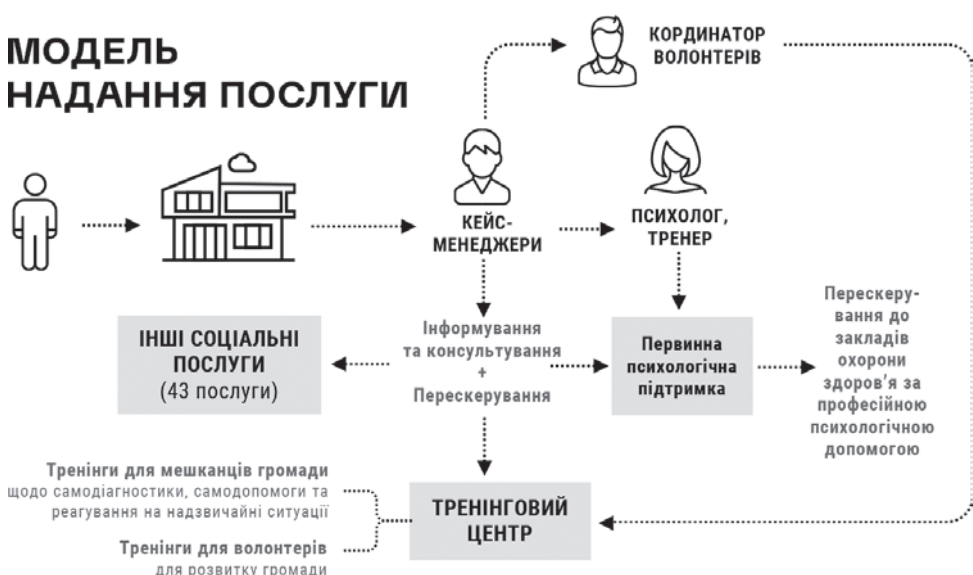 МОДЕЛЬ
НАДАННЯ ПОСЛУГИ
КОРДИНАТОР
ВОЛОНТЕРІВ
КЕЙС-
МЕНЕДЖЕРИ
ПСИХОЛОГ,
ТРЕНЕР
ІНШІ СОЦІАЛЬНІ
ПОСЛУГИ
(43 послуги)
Інформування
та консультування
+
Перескерування
Первинна
психологічна
підтримка
Перескеру-
вання до
закладів
охорони
здоров’я за
професійною
психологічною
допомогою
Тренінги для мешканців громади
щодо самодіагностики, самодопомоги та
реагування на надзвичайні ситуації
Тренінги для волонтерів
для розвитку громади
ТРЕНІНГОВИЙ
ЦЕНТР